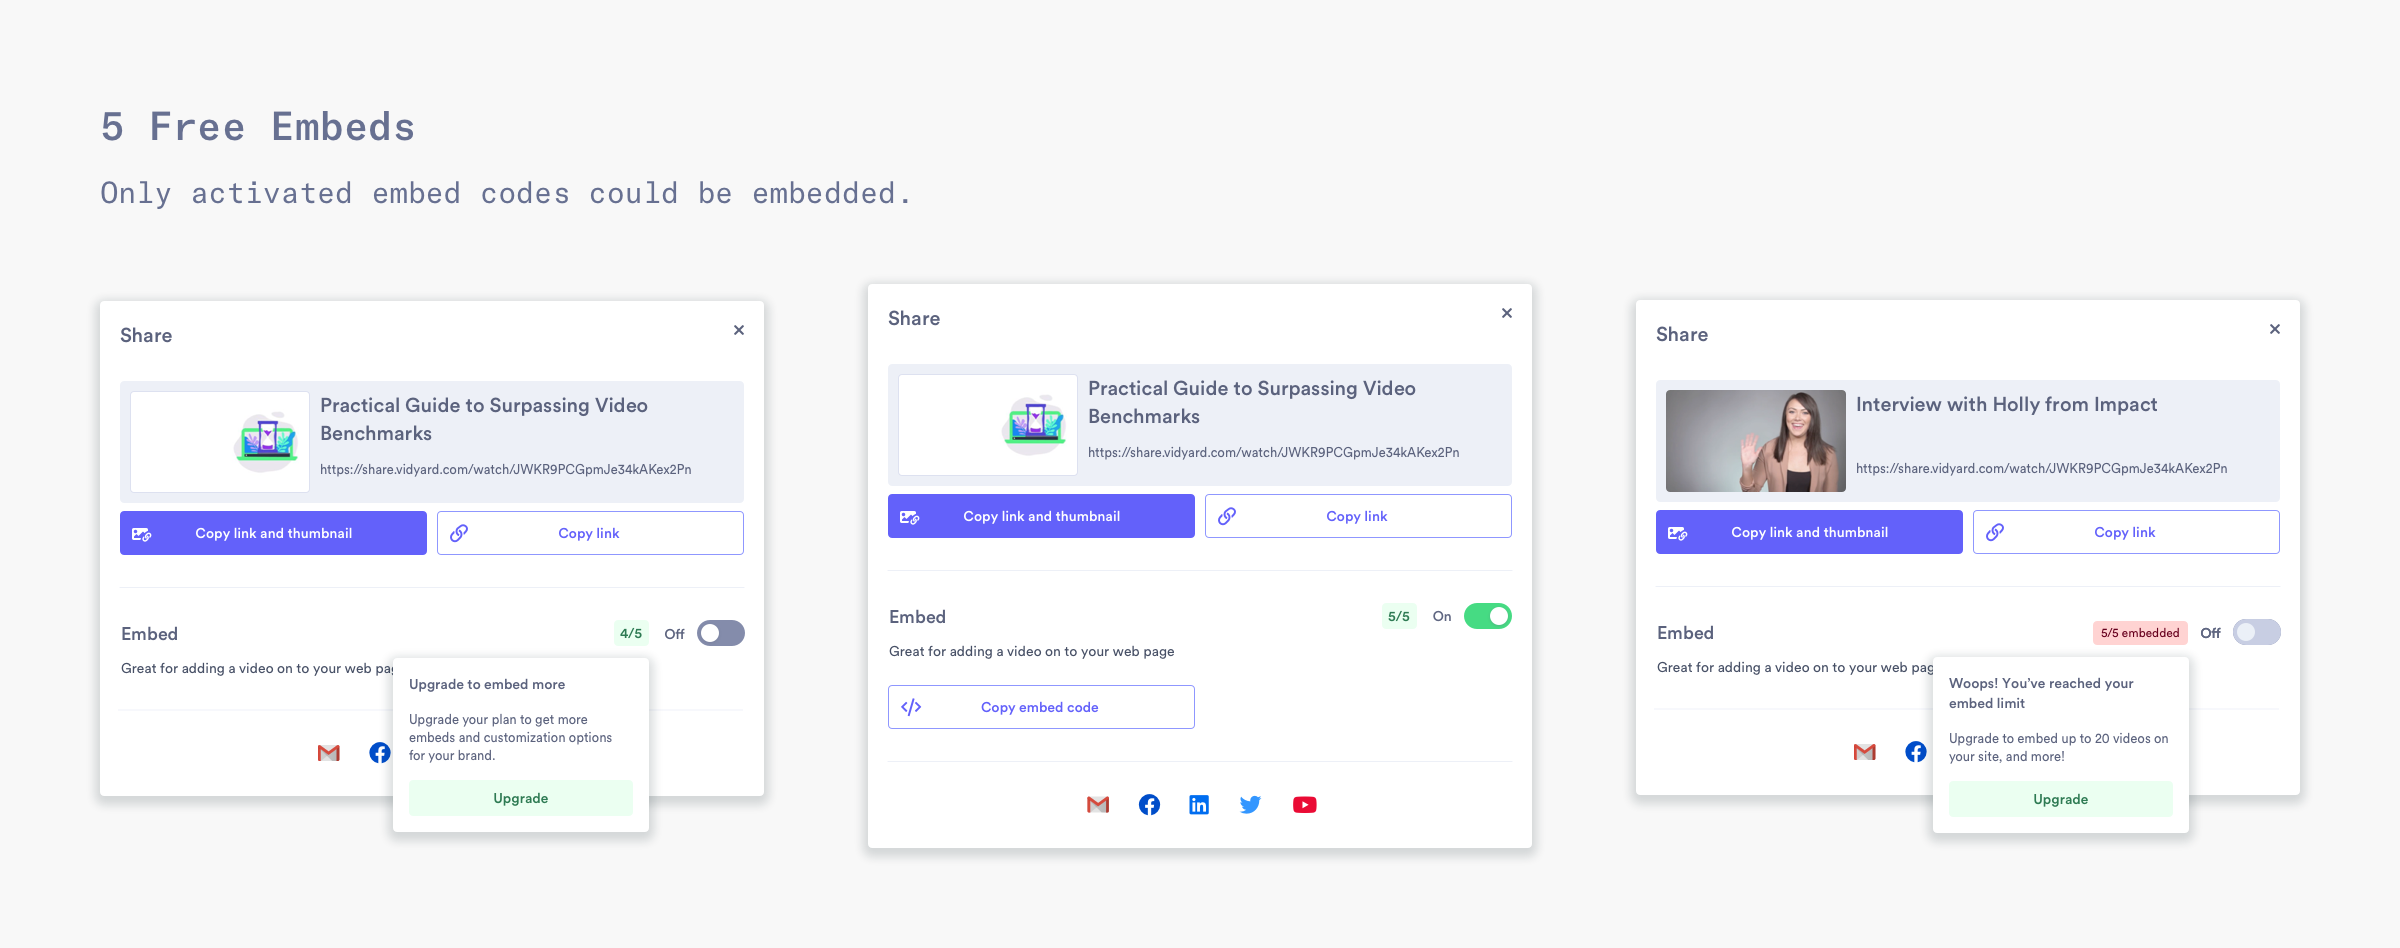 5 Free Embeds
Only activated embed codes could be embedded.
Share
Practical Guide to Surpassing Video
Benchmarks
https://share.vidyard.com/watch/JWKR9PCGpmJe34kAKex2Pn
Copy link and thumbnail
Copy link
Embed
4/5
Off
Great for adding a video on to your web pag
Upgrade to embed more
Upgrade your plan to get more
embeds and customization options
for your brand.
Upgrade
Share
Practical Guide to Surpassing Video
Benchmarks
https://share.vidyard.com/watch/JWKR9PCGpmJe34kAKex2Pn
Copy link and thumbnail
Copy link
Embed
5/5
On
Great for adding a video on to your web page
Copy embed code
Share
Interview with Holly from Impact
https://share.vidyard.com/watch/JWKR9PCGpmJe34kAKex2Pn
Copy link and thumbnail
Copy link
Embed
5/5 embedded
Off
Great for adding a video on to your web pag
Woops! You’ve reached your
embed limit
Upgrade to embed up to 20 videos on
your site, and more!
Upgrade